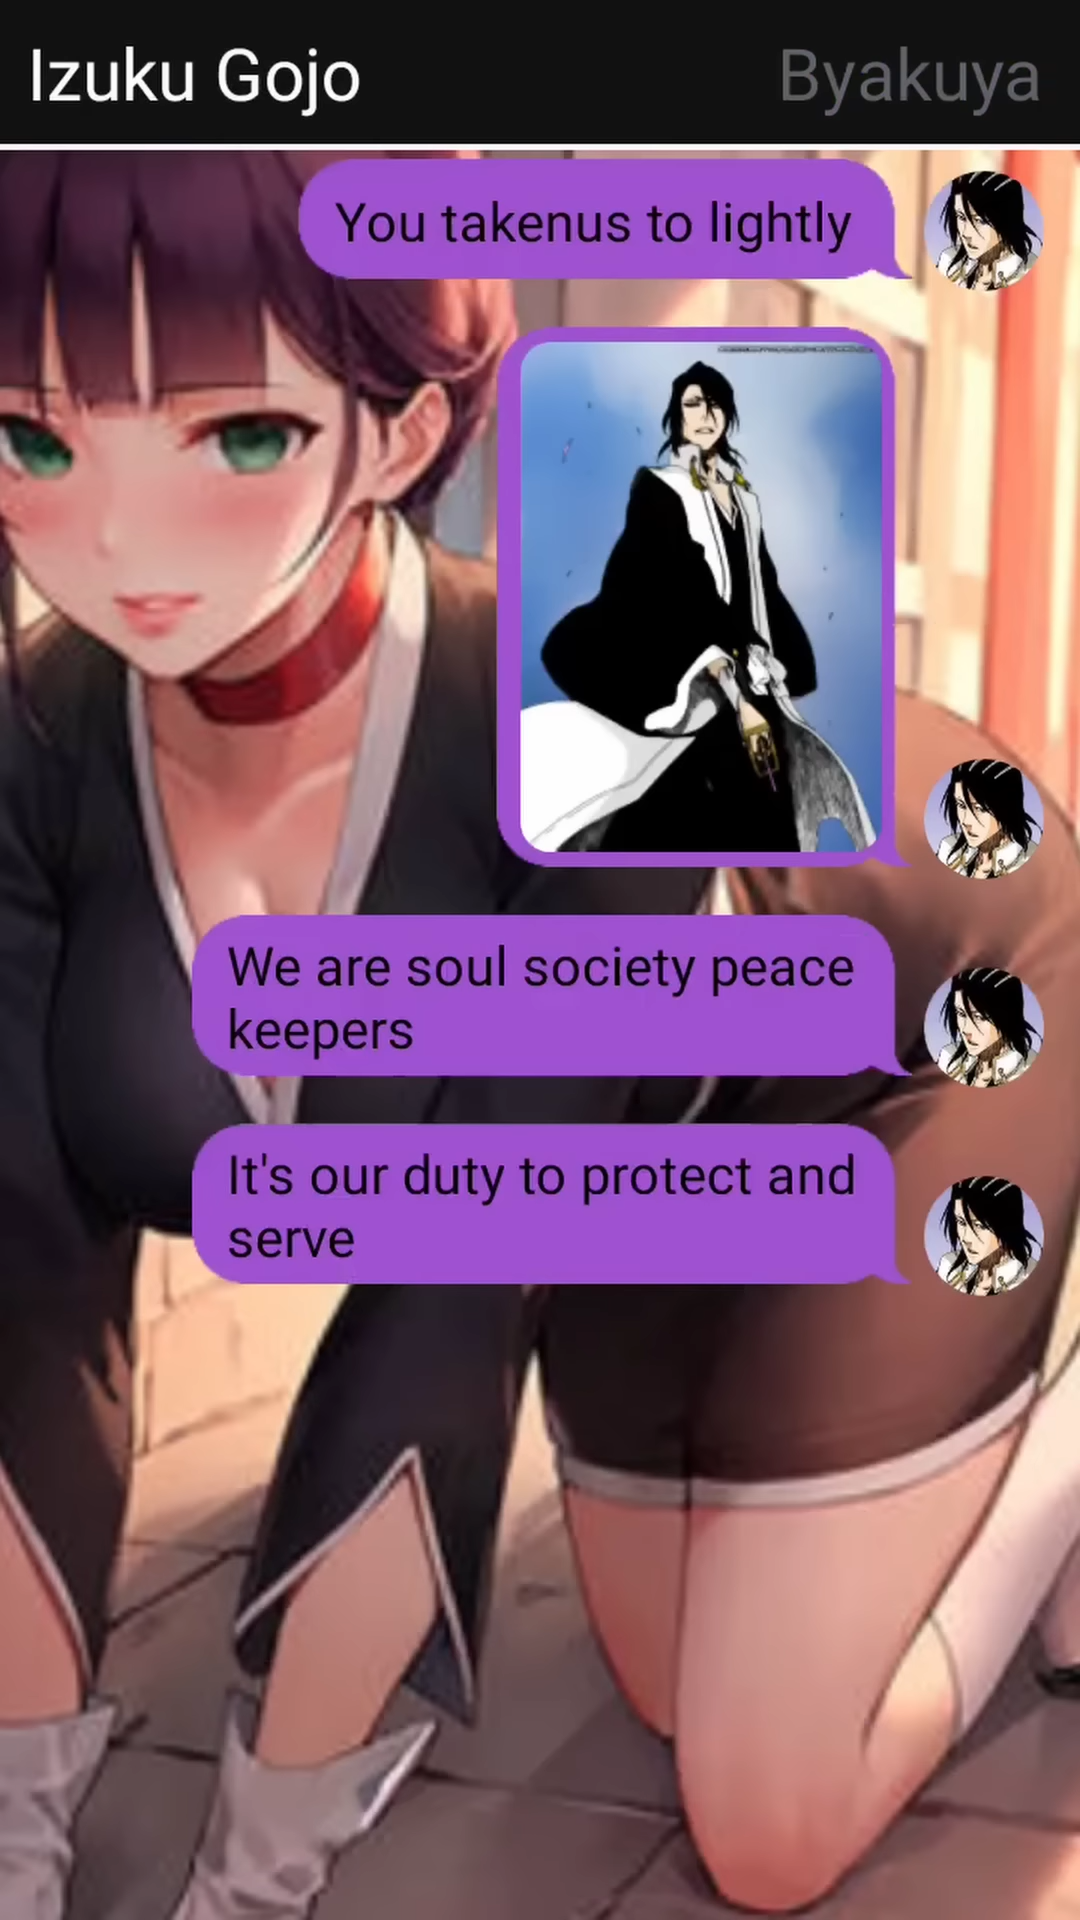 Izuku Gojo
Byakuya
You takenus to lightly
We are soul society peace
keepers
It's our duty to protect and
serve